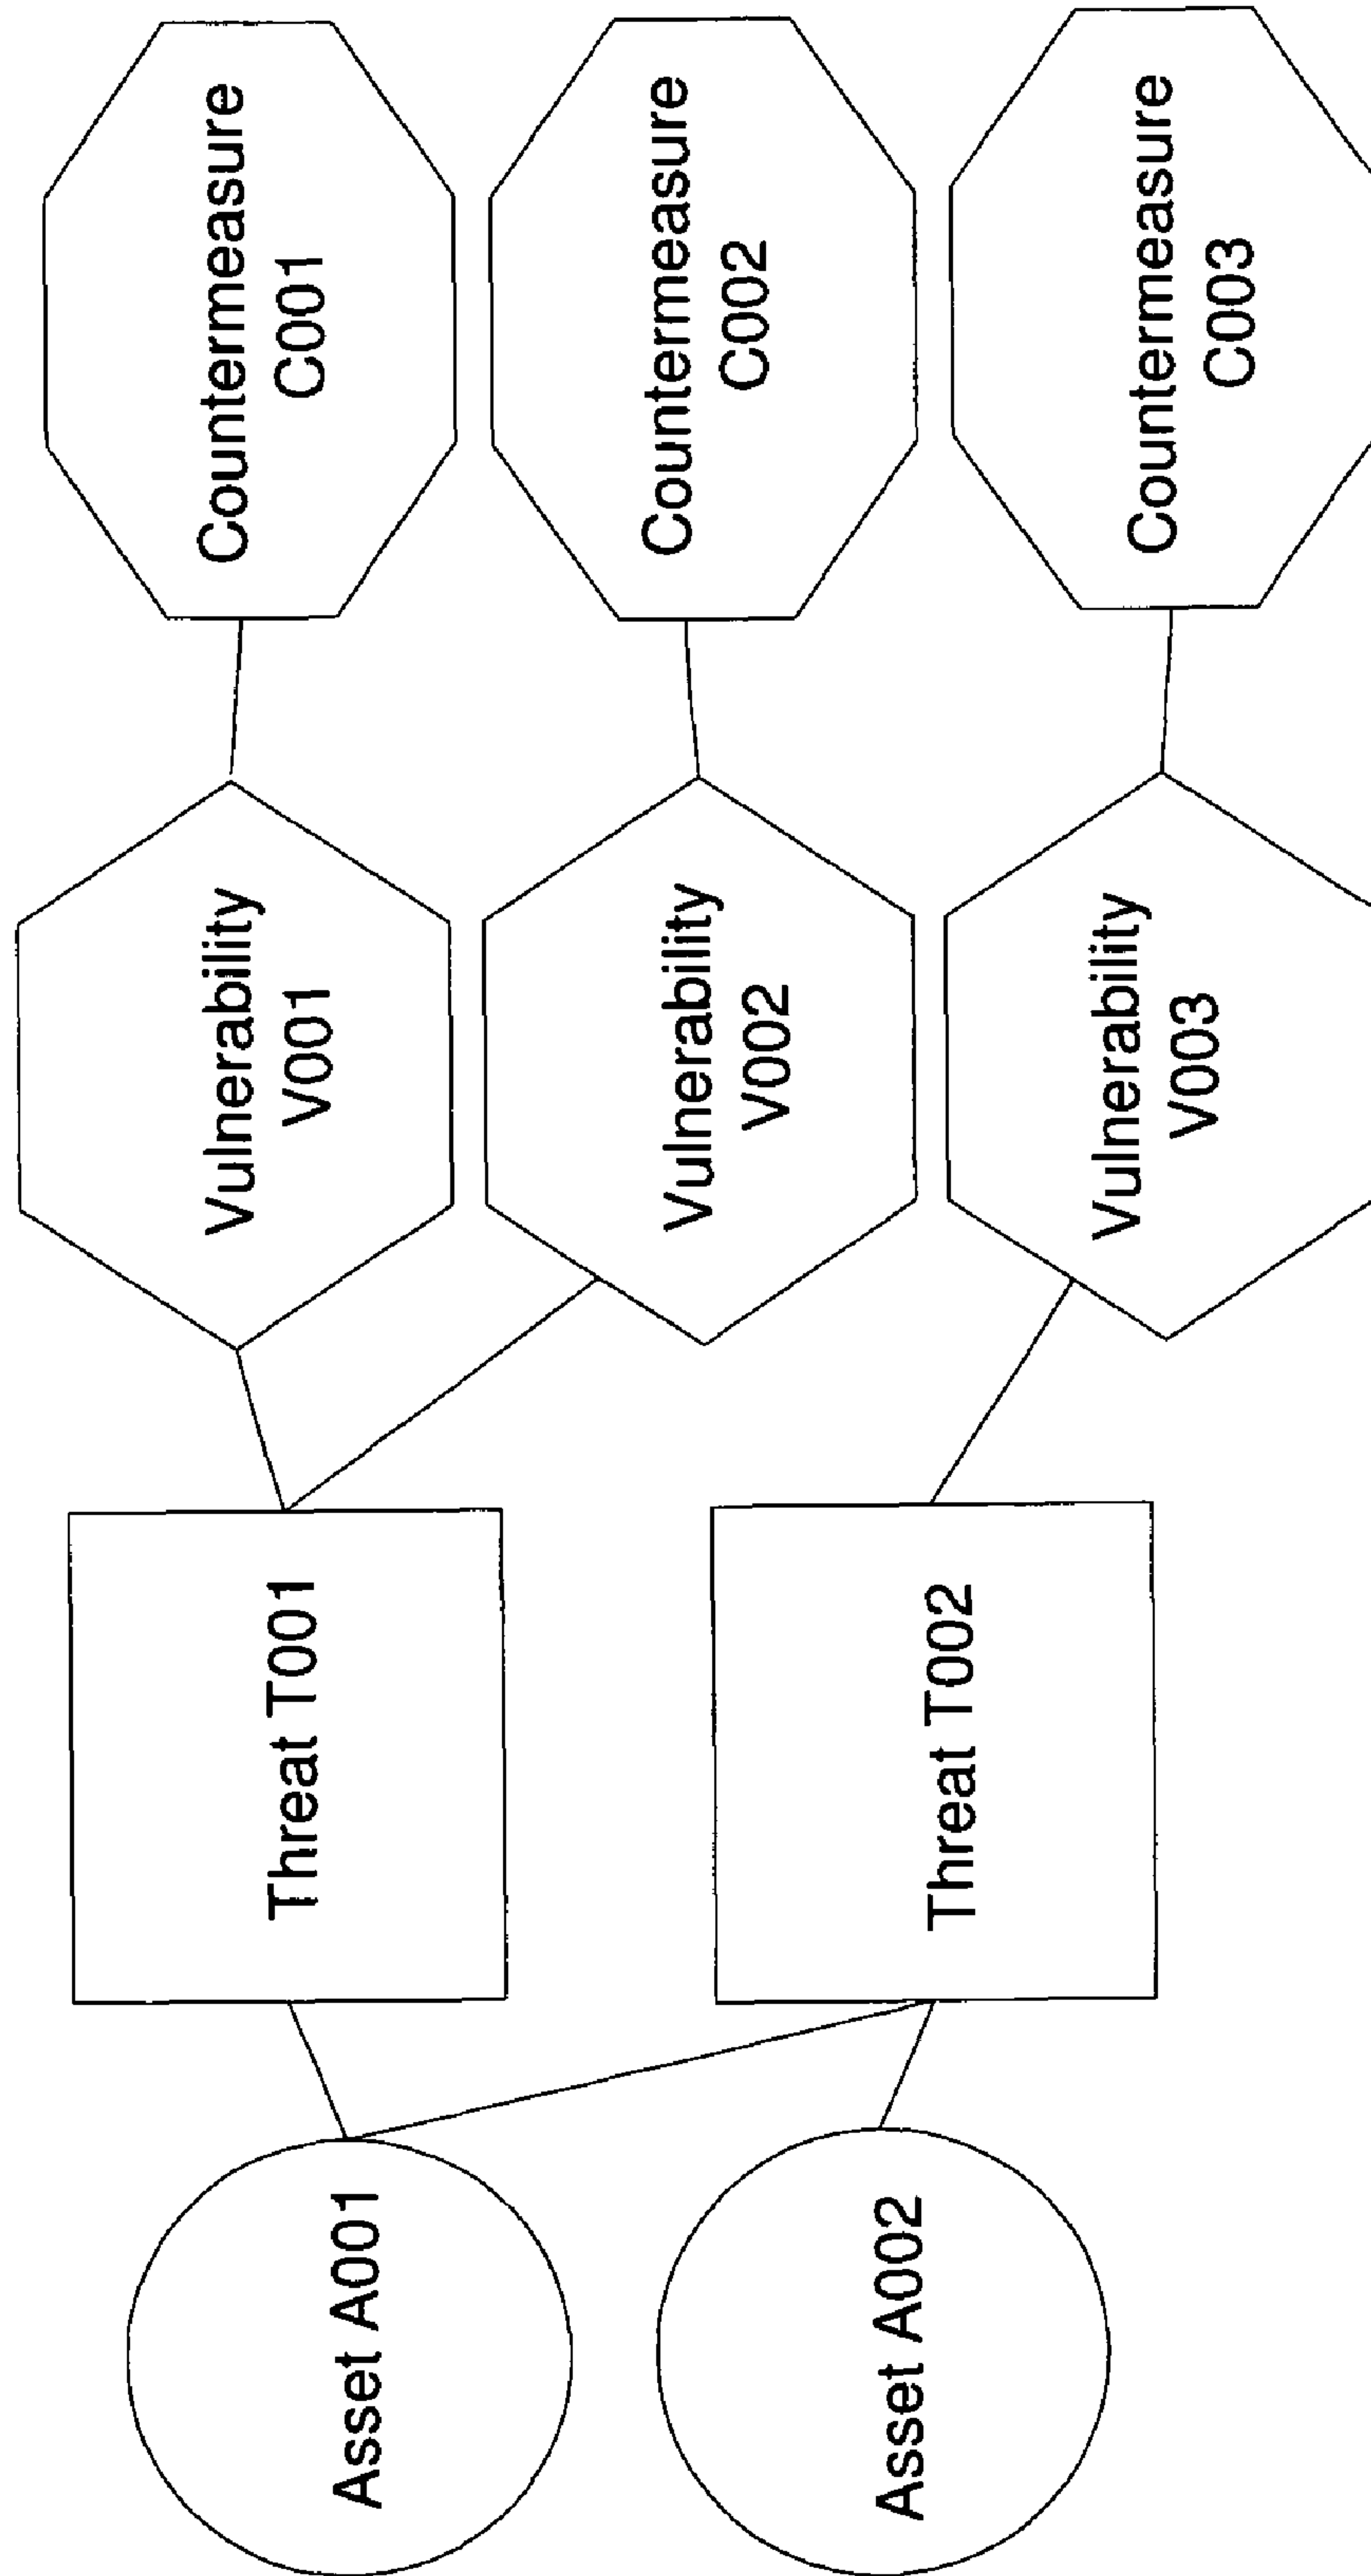 Asset A001
Asset A002
Threat T001
Threat T002
Vulnerability
V001
Vulnerability
V002
Vulnerability
V003
Countermeasure
C001
Countermeasure
C002
Countermeasure
C003